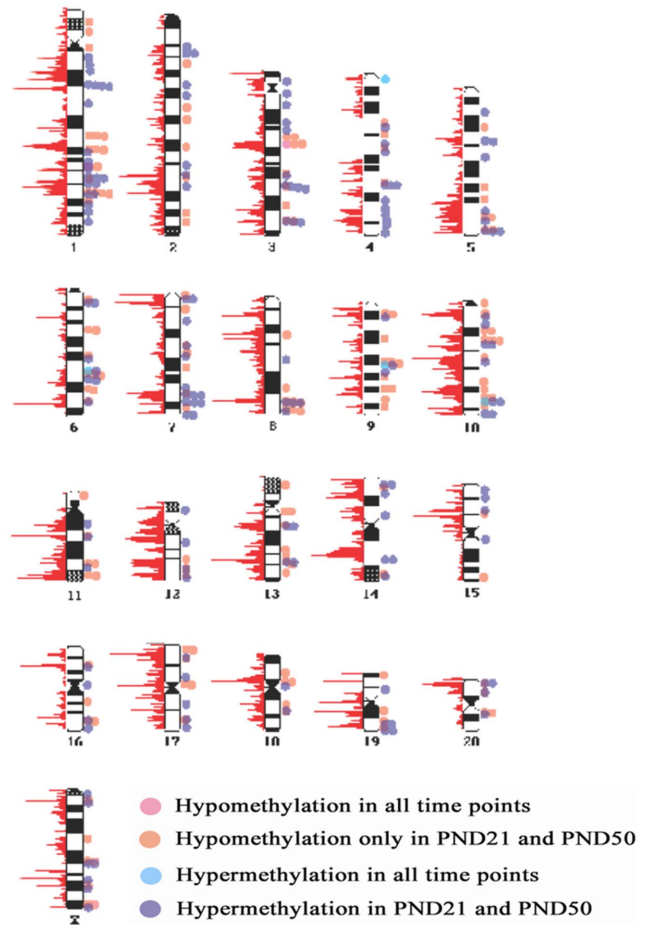 1 2 3 4 5
6 7 8 9 10
11 12 13 14 15
16 17 18 19 20
Hypomethylation in all time points
Hypomethylation only in PND21 and PND50
Hypermethylation in all time points
Hypermethylation in PND21 and PND50
X